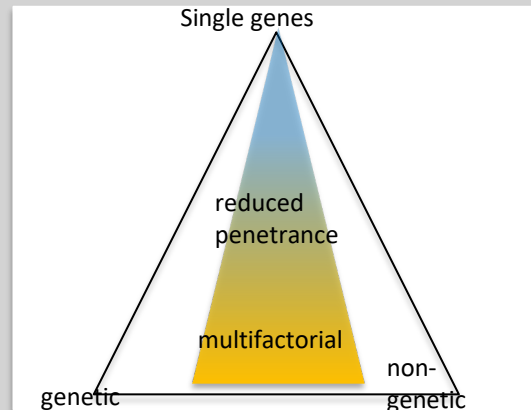 Single genes
reduced
penetrance
multifactorial
non-
genetic
genetic